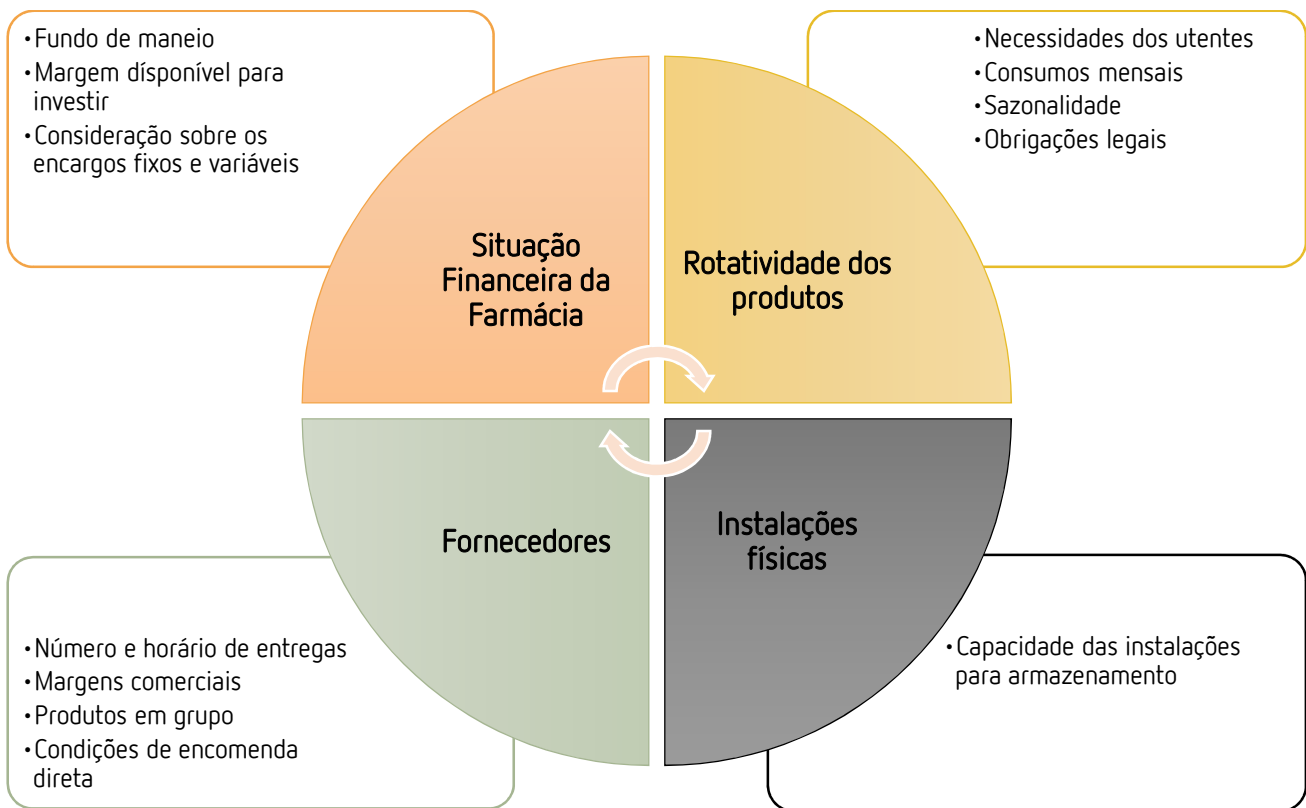 ·Fundo de maneio
·Margem dísponível para
investir
·Consideração sobre os
encargos fixos e variáveis
·Necessidades dos utentes
·Consumos mensais
·Sazonalidade
·Obrigações legais
Situação
Financeira da
Farmácia
Rotatividade dos
produtos
Fornecedores
Instalações
físicas
·Número e horário de entregas
·Margens comerciais
·Produtos em grupo
·Condições de encomenda
direta
·Capacidade das instalações
para armazenamento